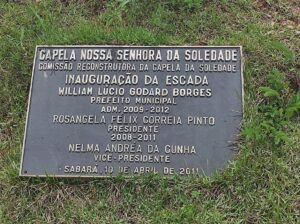 CAPELA NOSSA SENHORA DA SOLEDADE
COMISSÃO RECONSTRUTORA DA CAPELA DA SOLEDADE
INAUGURAÇÃO DA ESCADA
WILLIAM LÚCIO GODARD BORGES
PREFEITO MUNICIPAL
ADM. 2009-2012
ROSANGELA FELIX CORREIA PINTO
PRESIDENTE
2008-2011
NELMA ANDREA DA CUNHA
VICE-PRESIDENTE
SABARÁ, 10 DE ABRIL DE 2011